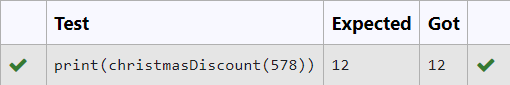 Test Expected Got
print(christmasDiscount(578)) 12 12